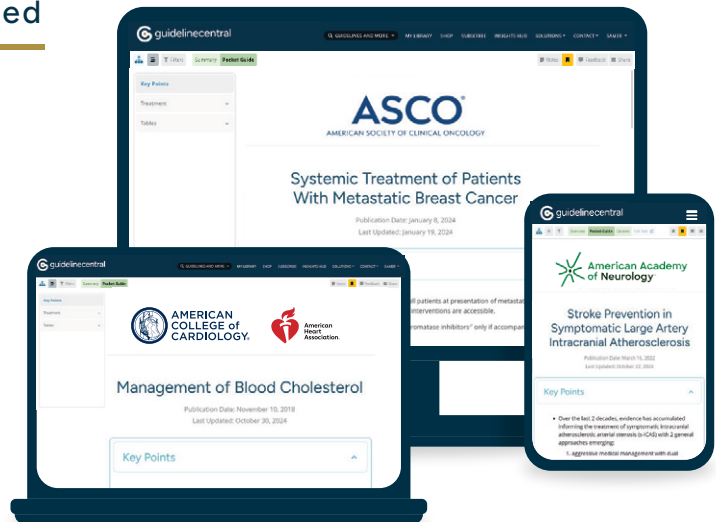 ed
guidelinecentral
GUIDELINES AND MORE MY LIBRARY SHOP SUBSCRIBE INSIGHTS HUB SOLUTIONS CONTACT SAMER
Filters Summary Pocket Guide Notes Feedback Share
Key Points
Treatment
Tables
ASCO
AMERICAN SOCIETY OF CLINICAL ONCOLOGY
Systemic Treatment of Patients
With Metastatic Breast Cancer
Publication Date: January 8, 2024
Last Updated: January 19, 2024
all patients at presentation of metastat
interventions are accessible.
romatase inhibitors only if accompan
guidelinecentral
GUIDELINES AND MORE MY LIBRARY SHOP SUBSCRIBE INSIGHTS HUB SOLUTIONS CONTACT SAMER
Filters Summary Pocket Guide Notes Feedback Share
Key Points
Treatment
Tables
AMERICAN
COLLEGE of
CARDIOLOGY
American
Heart
Association.
Management of Blood Cholesterol
Publication Date: November 10, 2018
Last Updated: October 30, 2024
Key Points
guidelinecentral
Summary Pocket Guide
American Academy
of Neurology
Stroke Prevention in
Symptomatic Large Artery
Intracranial Atherosclerosis
Publication Date: March 16, 2022
Last Updated: October 22, 2024
Key Points
• Over the last 2 decades, evidence has accumulated
informing the treatment of symptomatic intracranial
atherosclerotic arterial stenosis (sICAS) with 2 general
approaches emerging:
1. aggressive medical management with dual